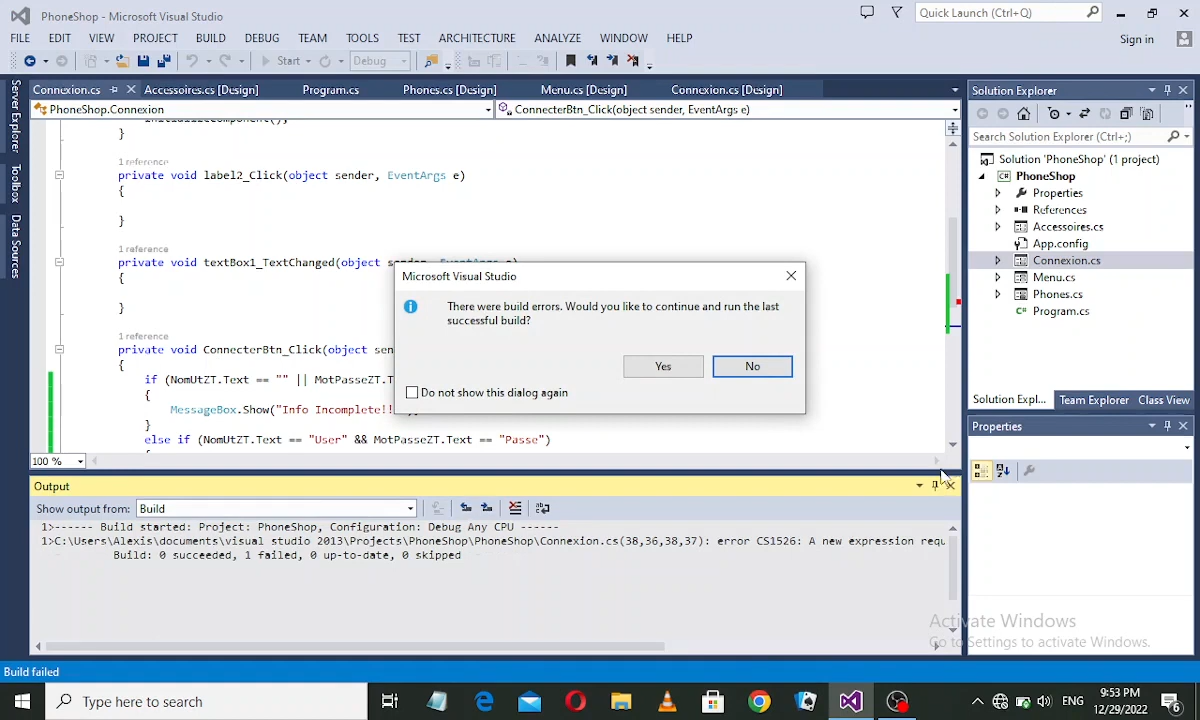 PhoneShop - Microsoft Visual Studio
Quick Launch (Ctrl+Q)
FILE EDIT VIEW PROJECT BUILD DEBUG TEAM TOOLS TEST ARCHITECTURE ANALYZE WINDOW HELP
Sign in
Start Debug
Connexion.cs Accessoires.cs [Design] Program.cs Phones.cs [Design] Menu.cs [Design] Connexion.cs [Design]
PhoneShop.Connexion
ConnecterBtn_Click(object sender, EventArgs e)
Server Explorer
Toolbox
Data Sources
InitializeComponent();
}
1 reference
private void label2_Click(object sender, EventArgs e)
{
}
1 reference
private void textBox1_TextChanged(object sender, EventArgs e)
{
}
1 reference
private void ConnecterBtn_Click(object sen
{
if (NomUtZT.Text == "" || MotPasseZT.T
{
MessageBox.Show("Info Incomplete!!
}
else if (NomUtZT.Text == "User" && MotPasseZT.Text == "Passe")
100 %
Microsoft Visual Studio
There were build errors. Would you like to continue and run the last
successful build?
Yes No
Do not show this dialog again
Output
Show output from: Build
1>------ Build started: Project: PhoneShop, Configuration: Debug Any CPU ------
1>C:\Users\Alexis\documents\visual studio 2013\Projects\PhoneShop\PhoneShop\Connexion.cs(38,36,38,37): error CS1526: A new expression requ
Build: 0 succeeded, 1 failed, 0 up-to-date, 0 skipped
Solution Explorer
Search Solution Explorer (Ctrl+;)
Solution 'PhoneShop' (1 project)
C# PhoneShop
Properties
References
Accessoires.cs
App.config
Connexion.cs
Menu.cs
Phones.cs
C# Program.cs
Solution Expl... Team Explorer Class View
Properties
Activate Windows
Go to Settings to activate Windows.
Build failed
Type here to search
ENG
9:53 PM
12/29/2022
6